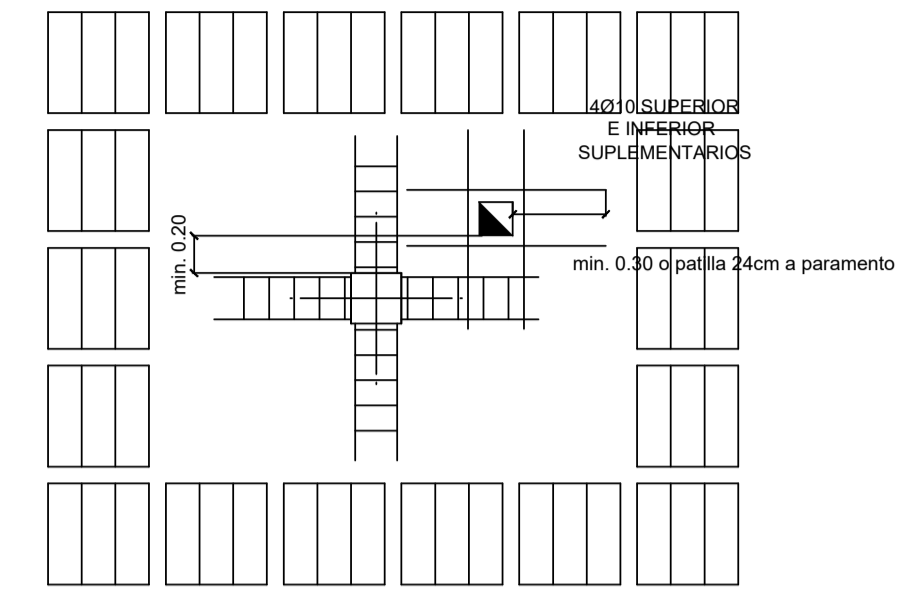 4Ø10 SUPERIOR
E INFERIOR
SUPLEMENTARIOS
min. 0.20
min. 0.30 o patilla 24cm a paramento